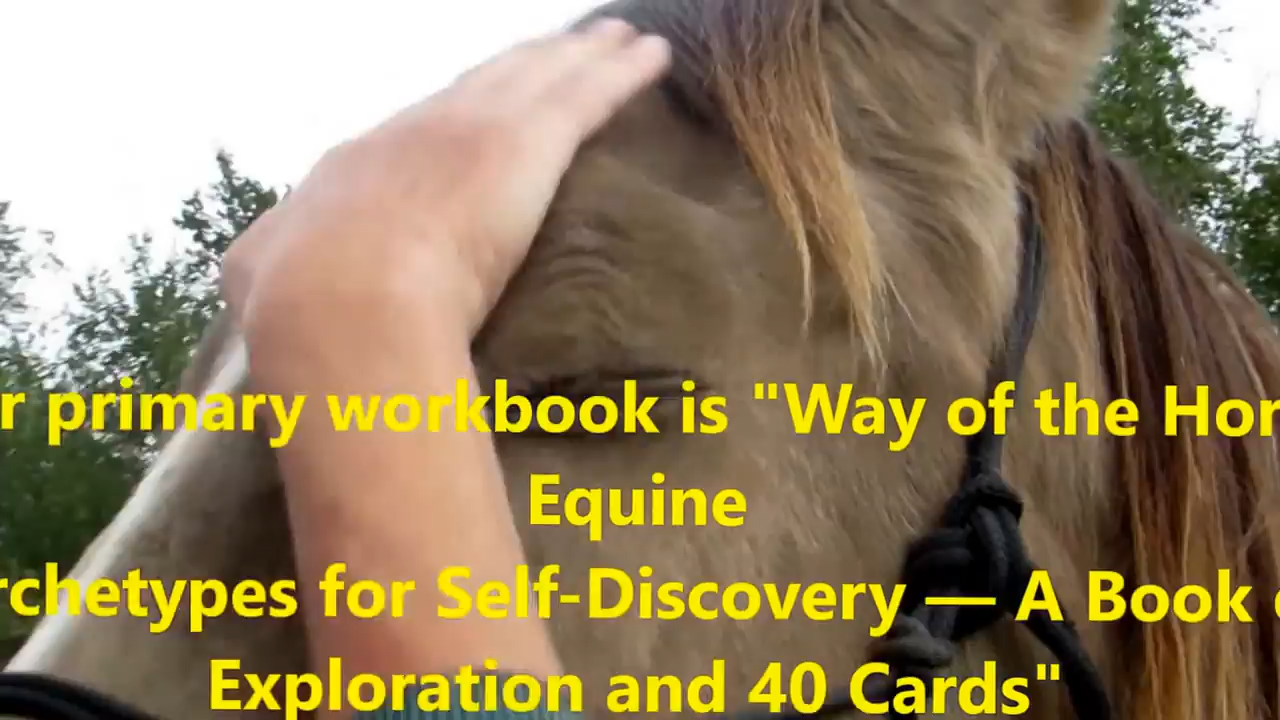 r primary workbook is "Way of the Hor
Equine
rchetypes for Self-Discovery — A Book
Exploration and 40 Cards"